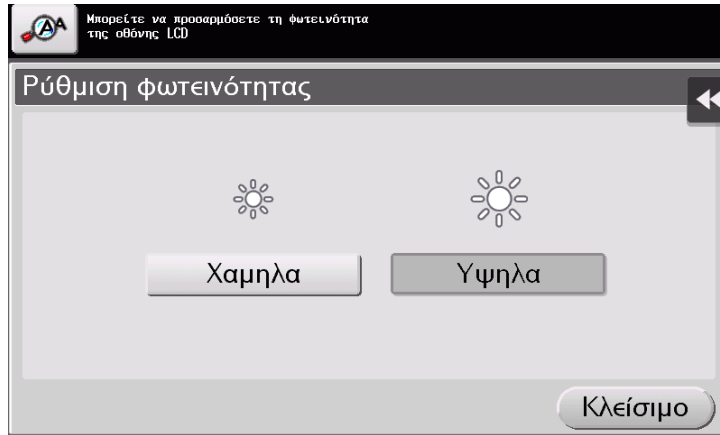 Μπορείτε να προσαρμόσετε τη φωτεινότητα
της οθόνης LCD
Ρύθμιση φωτεινότητας
Χαμηλα
Υψηλα
Κλείσιμο